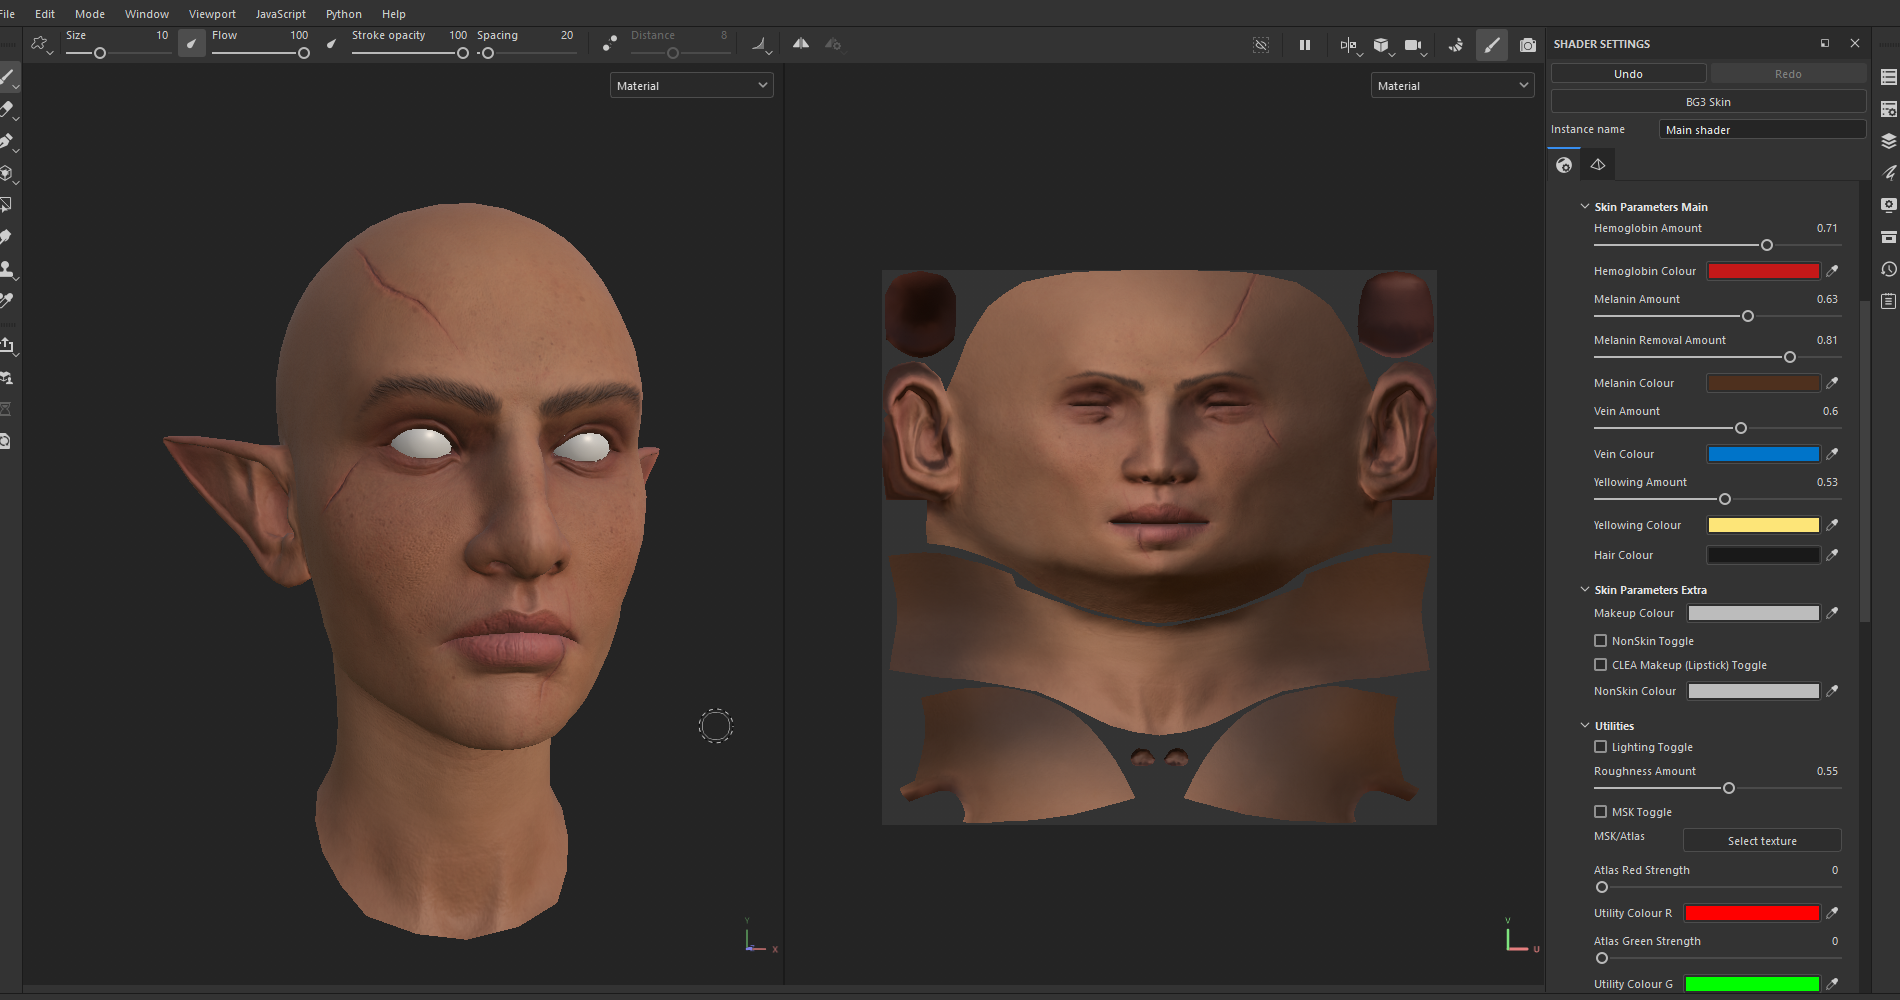 File Edit Mode Window Viewport JavaScript Python Help
Size 10 Flow 100 Stroke opacity 100 Spacing 20 Distance 8
Material
Material
SHADER SETTINGS
Undo Redo
BG3 Skin
Instance name Main shader
Skin Parameters Main
Hemoglobin Amount 0.71
Hemoglobin Colour
Melanin Amount 0.63
Melanin Removal Amount 0.81
Melanin Colour
Vein Amount 0.6
Vein Colour
Yellowing Amount 0.53
Yellowing Colour
Hair Colour
Skin Parameters Extra
Makeup Colour
NonSkin Toggle
CLEA Makeup (Lipstick) Toggle
NonSkin Colour
Utilities
Lighting Toggle
Roughness Amount 0.55
MSK Toggle
MSK/Atlas Select texture
Atlas Red Strength 0
Utility Colour R
Atlas Green Strength 0
Utility Colour G
Y
X
V
U